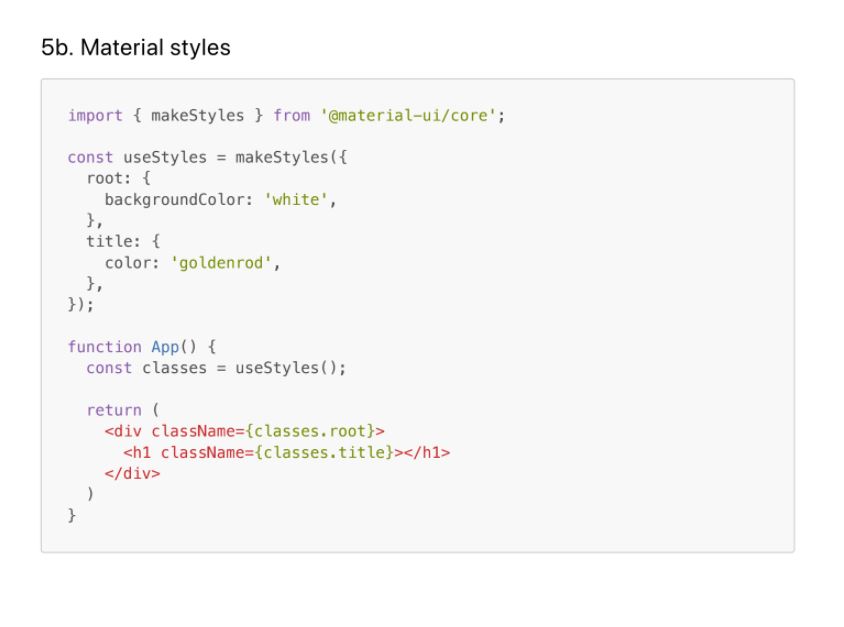 5b. Material styles
import { makeStyles } from '@material-ui/core';
const useStyles = makeStyles({
  root: {
    backgroundColor: 'white',
  },
  title: {
    color: 'goldenrod',
  },
});
function App() {
  const classes = useStyles();
  return (
    <div className={classes.root}>
      <h1 className={classes.title}></h1>
    </div>
  )
}